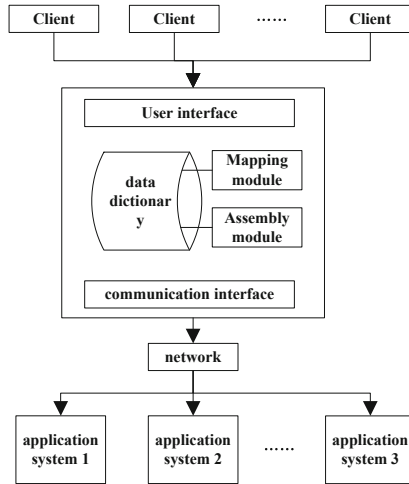 Client
Client
……
Client
User interface
data
dictionar
y
Mapping
module
Assembly
module
communication interface
network
application
system 1
application
system 2
……
application
system 3